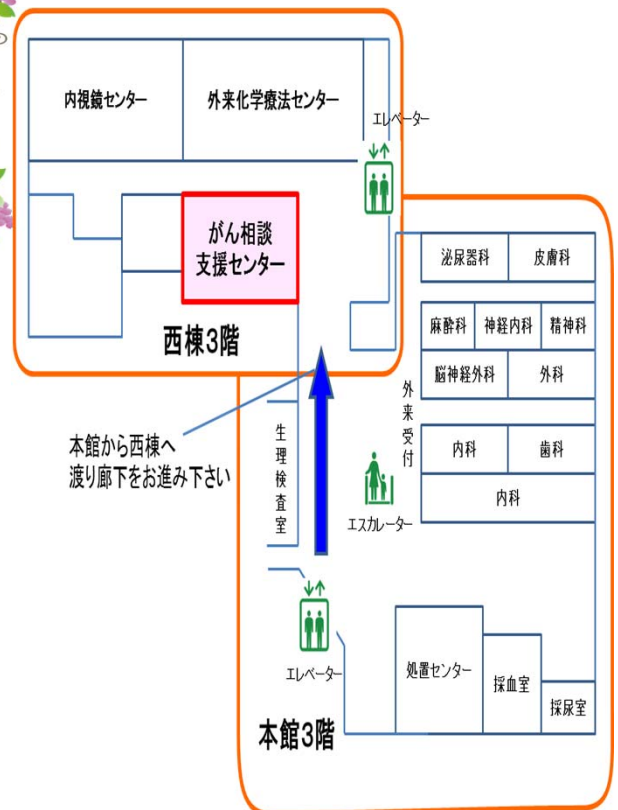 の
内視鏡センター
外来化学療法センター
エレベーター
がん相談
支援センター
西棟3階
泌尿器科
皮膚科
麻酔科
神経内科
精神科
脳神経外科
外科
外来受付
内科
歯科
内科
本館から西棟へ
渡り廊下をお進み下さい
生理検査室
エスカレーター
エレベーター
処置センター
採血室
採尿室
本館3階